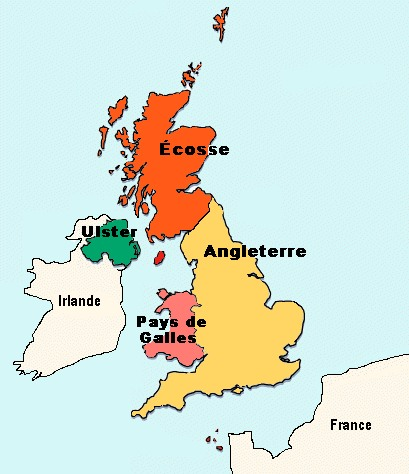 Écosse
Ulster
Angleterre
Irlande
Pays de
Galles
France